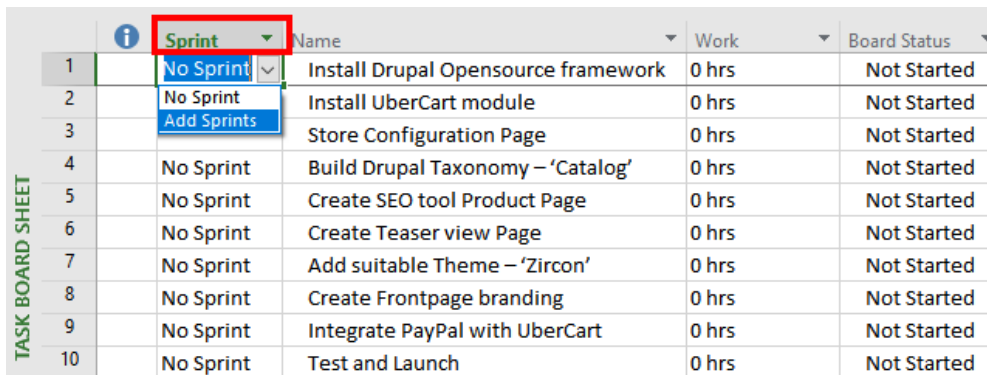 Sprint Name Work Board Status
1 No Sprint Install Drupal Opensource framework 0 hrs Not Started
No Sprint
Add Sprints
2 Install UberCart module 0 hrs Not Started
3 Store Configuration Page 0 hrs Not Started
4 No Sprint Build Drupal Taxonomy – ‘Catalog’ 0 hrs Not Started
5 No Sprint Create SEO tool Product Page 0 hrs Not Started
6 No Sprint Create Teaser view Page 0 hrs Not Started
7 No Sprint Add suitable Theme – ‘Zircon’ 0 hrs Not Started
8 No Sprint Create Frontpage branding 0 hrs Not Started
9 No Sprint Integrate PayPal with UberCart 0 hrs Not Started
10 No Sprint Test and Launch 0 hrs Not Started
TASK BOARD SHEET